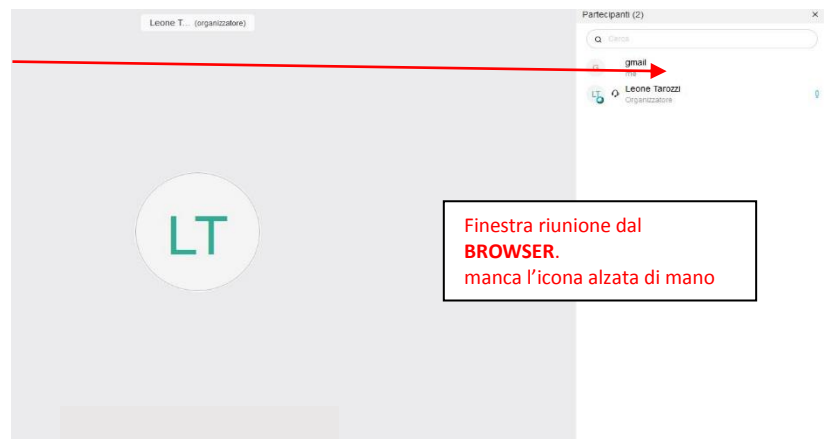 Leone T... (organizzatore)
Partecipanti (2)
×
Cerca...
gmail
me
LT
Leone Tarozzi
Organizzatore
LT
Finestra riunione dal
BROWSER.
manca l'icona alzata di mano